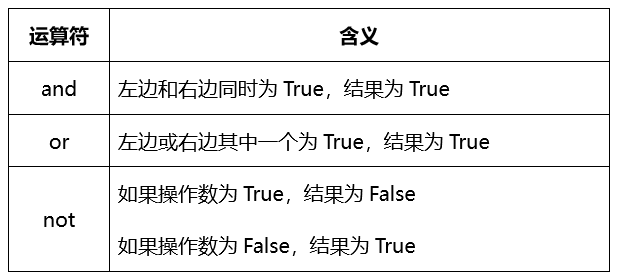 运算符 含义
and 左边和右边同时为 True，结果为 True
or 左边或右边其中一个为 True，结果为 True
not 如果操作数为 True，结果为 False
如果操作数为 False，结果为 True